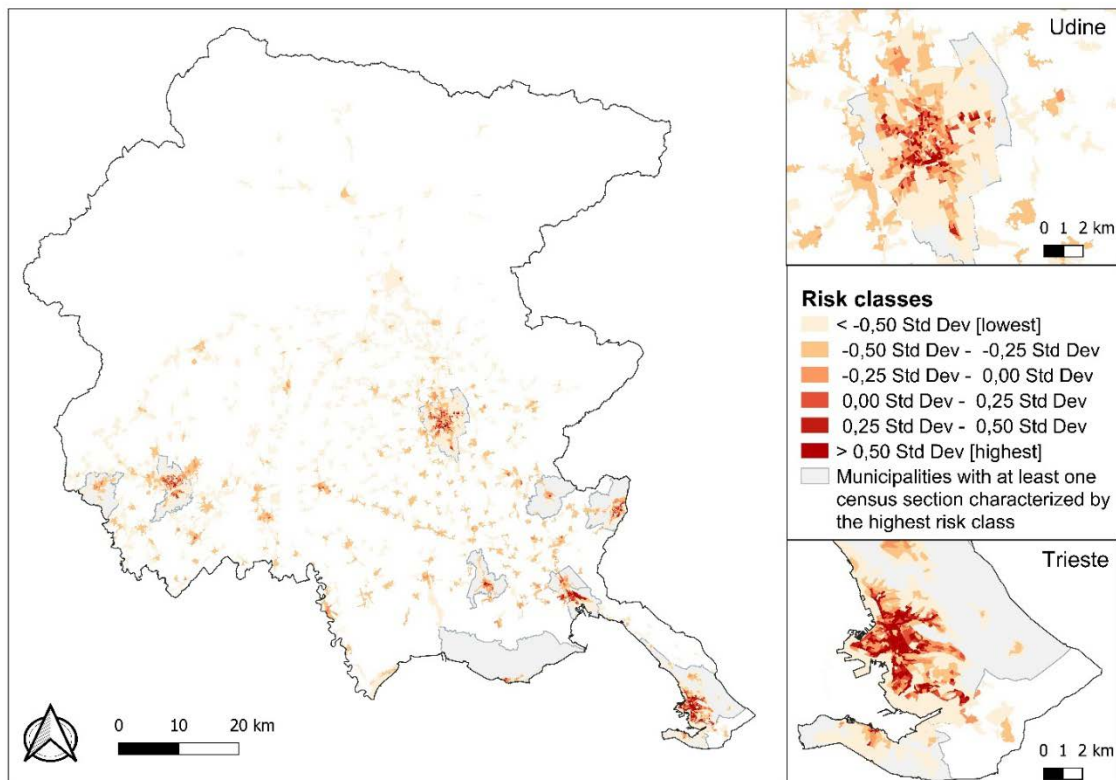 Udine
0 1 2 km
Risk classes
< -0,50 Std Dev [lowest]
-0,50 Std Dev - -0,25 Std Dev
-0,25 Std Dev - 0,00 Std Dev
0,00 Std Dev - 0,25 Std Dev
0,25 Std Dev - 0,50 Std Dev
> 0,50 Std Dev [highest]
Municipalities with at least one
census section characterized by
the highest risk class
Trieste
0 1 2 km
0 10 20 km